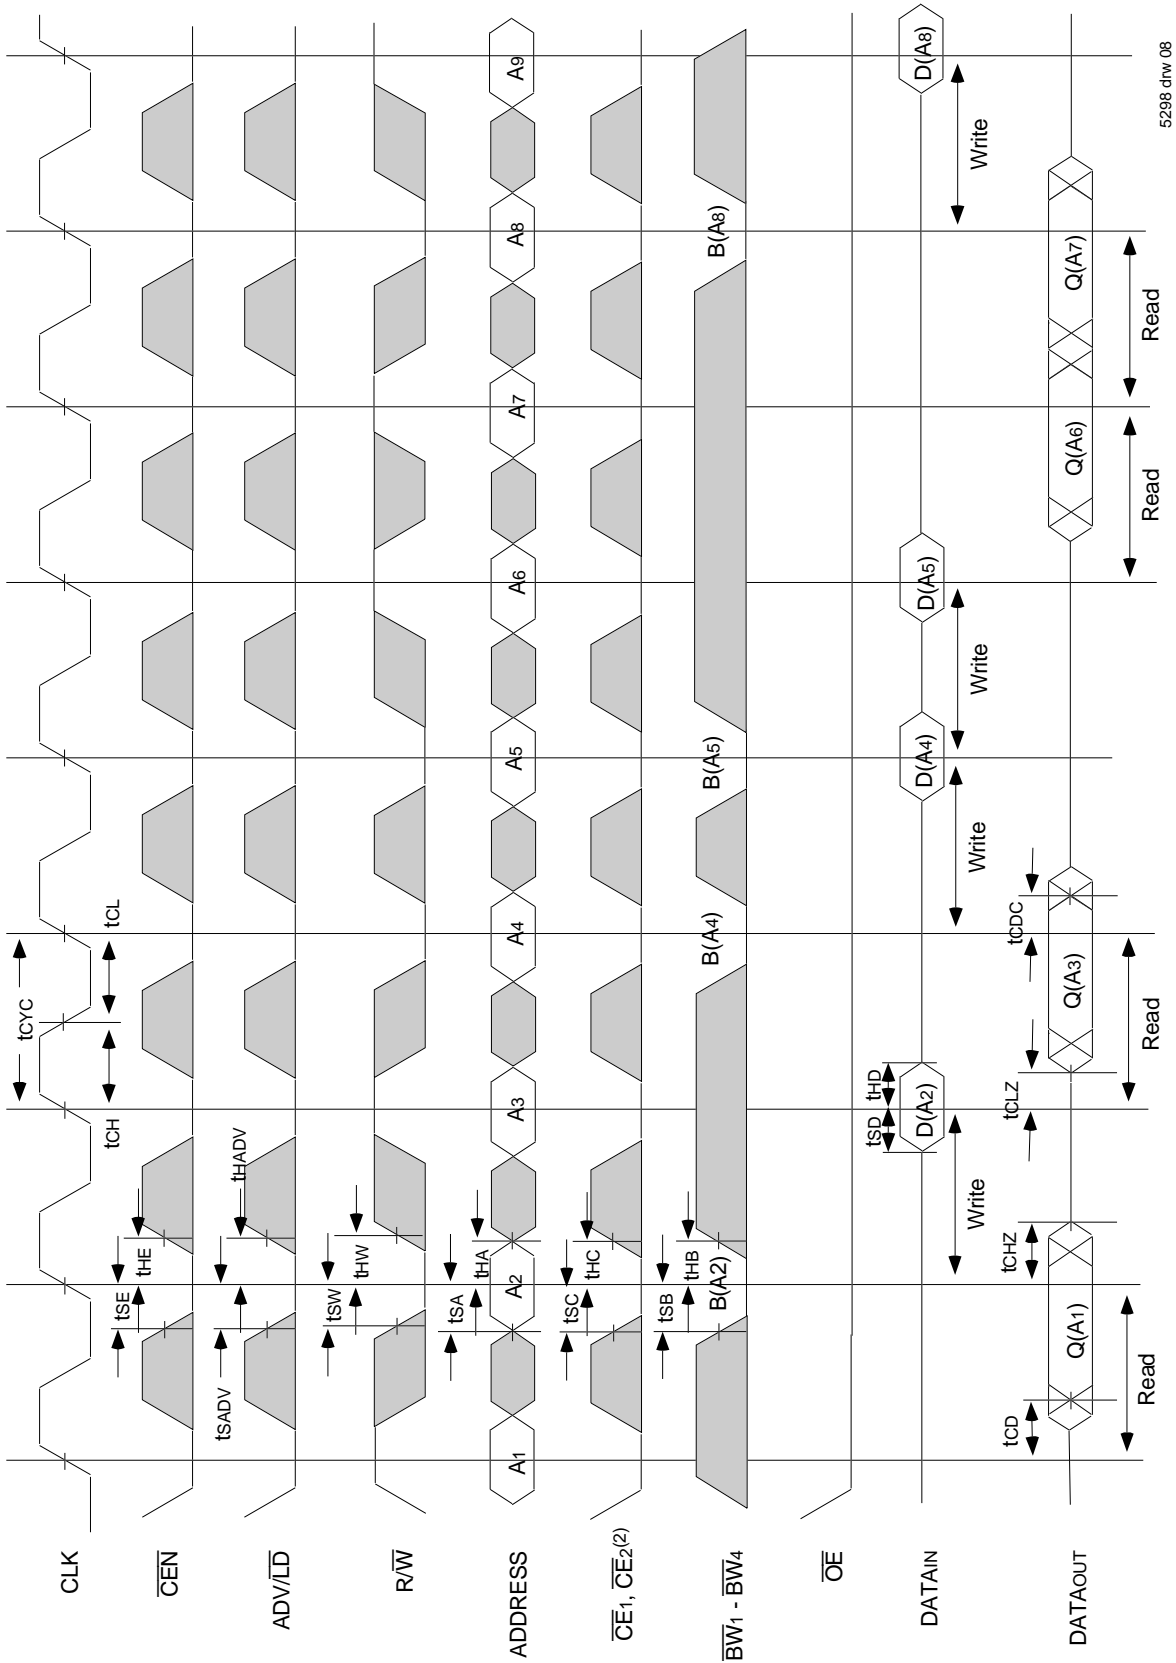 CLK
tCYC
tCH
tCL
CEN
tSE
tHE
ADV/LD
tSADV
tHADV
R/W
tSW
tHW
ADDRESS
A1
A2
A3
A4
A5
A6
A7
A8
A9
tSA
tHA
CE1, CE2(2)
tSC
tHC
BW1 - BW4
tSB
tHB
B(A2)
B(A4)
B(A5)
B(A8)
OE
DATAIN
tSD
tHD
D(A2)
D(A4)
D(A5)
D(A8)
Write
Write
Write
Write
DATAOUT
tCD
tCHZ
tCLZ
tCDC
Q(A1)
Q(A3)
Q(A6)
Q(A7)
Read
Read
Read
Read
5298 drw 08